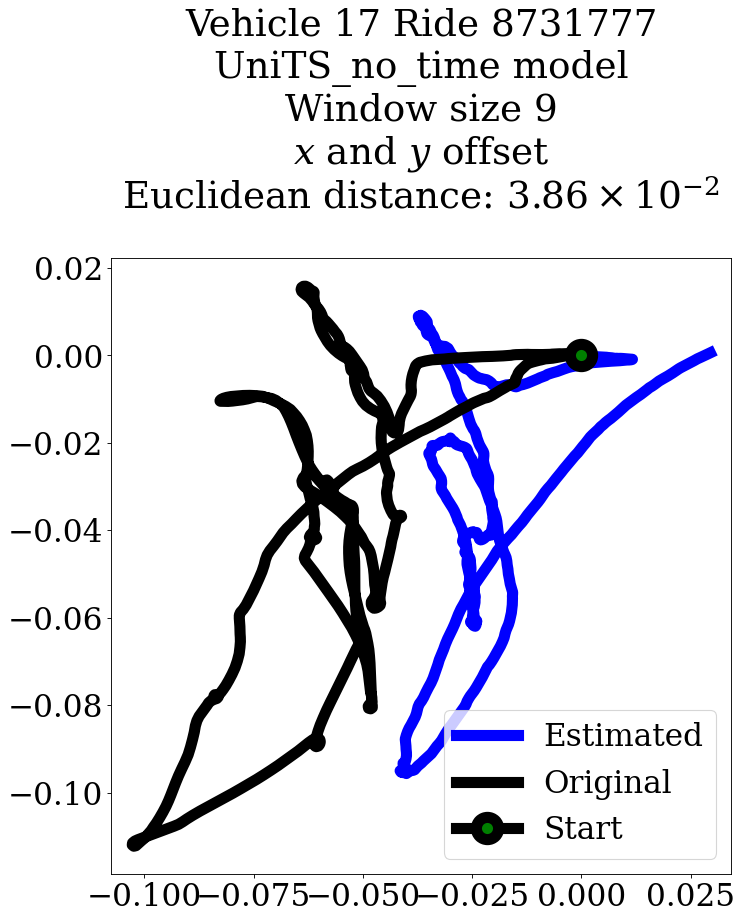 Vehicle 17 Ride 8731777
UniTS_no_time model
Window size 9
x and y offset
Euclidean distance: 3.86 × 10⁻²
0.02
0.00
−0.02
−0.04
−0.06
−0.08
−0.10
Estimated
Original
Start
−0.100 −0.075 −0.050 −0.025 0.000 0.025